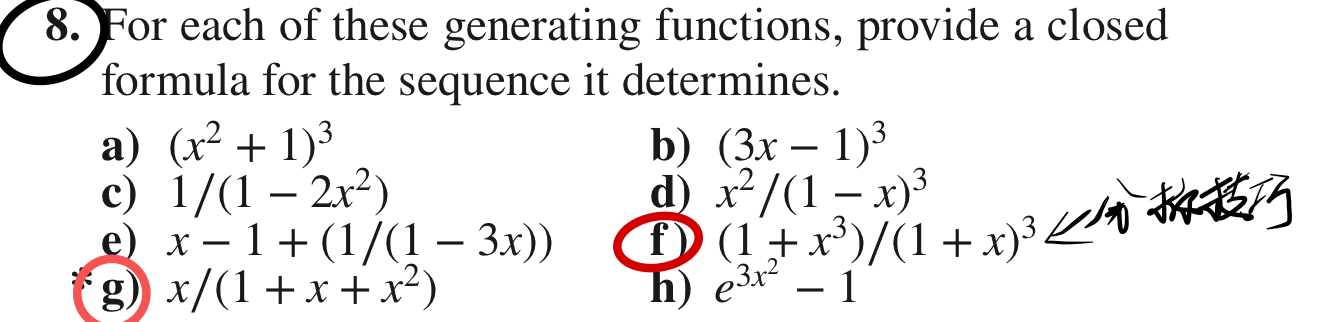 8. For each of these generating functions, provide a closed
formula for the sequence it determines.
a) (x² + 1)³ b) (3x − 1)³
c) 1/(1 − 2x²) d) x²/(1 − x)³
e) x − 1 + (1/(1 − 3x)) f) (1 + x³)/(1 + x)³ 分拆技巧
*g) x/(1 + x + x²) h) e^{3x²} − 1